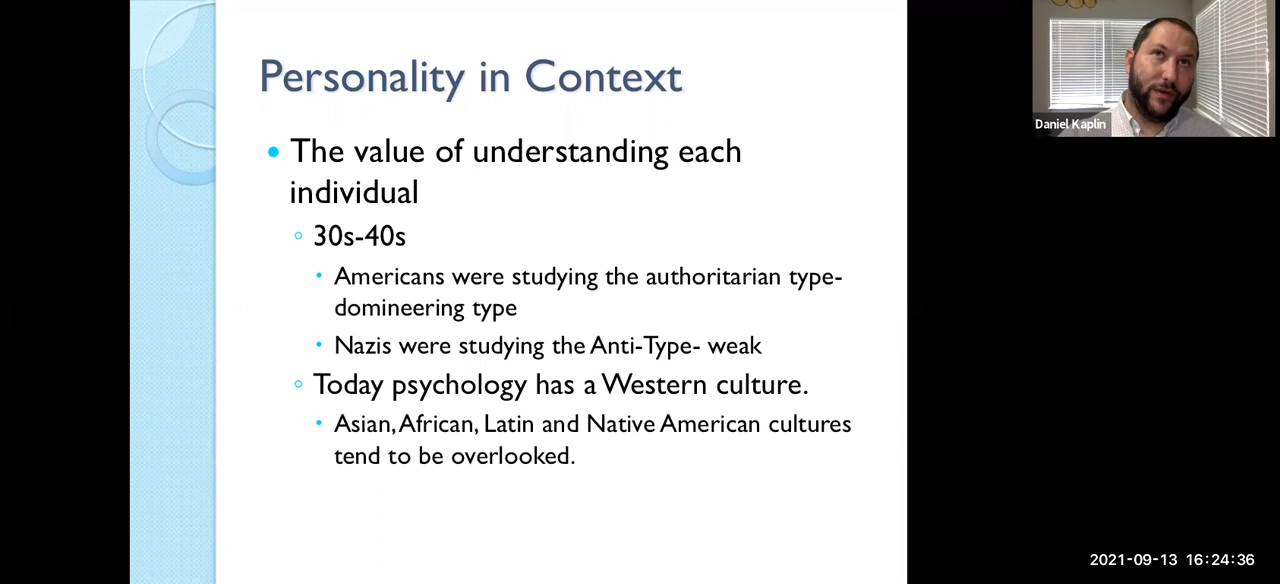 Personality in Context
The value of understanding each
individual
30s-40s
Americans were studying the authoritarian type-
domineering type
Nazis were studying the Anti-Type- weak
Today psychology has a Western culture.
Asian, African, Latin and Native American cultures
tend to be overlooked.
Daniel Kaplin
2021-09-13 16:24:36